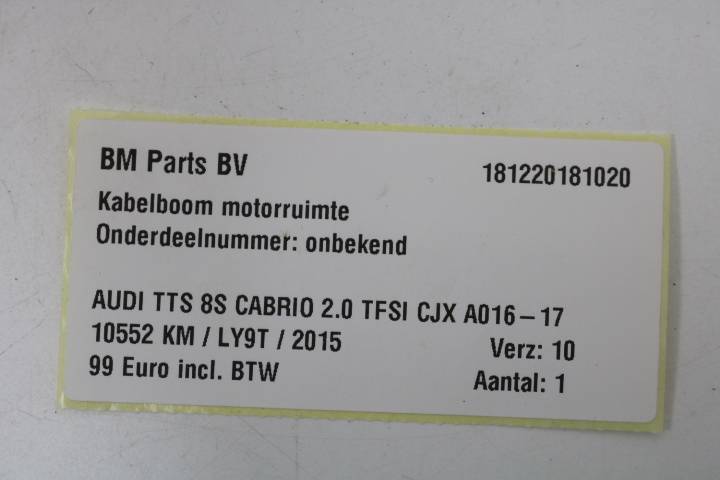 BM Parts BV 181220181020
Kabelboom motorruimte
Onderdeelnummer: onbekend
AUDI TTS 8S CABRIO 2.0 TFSI CJX A016-17
10552 KM / LY9T / 2015 Verz: 10
99 Euro incl. BTW Aantal: 1